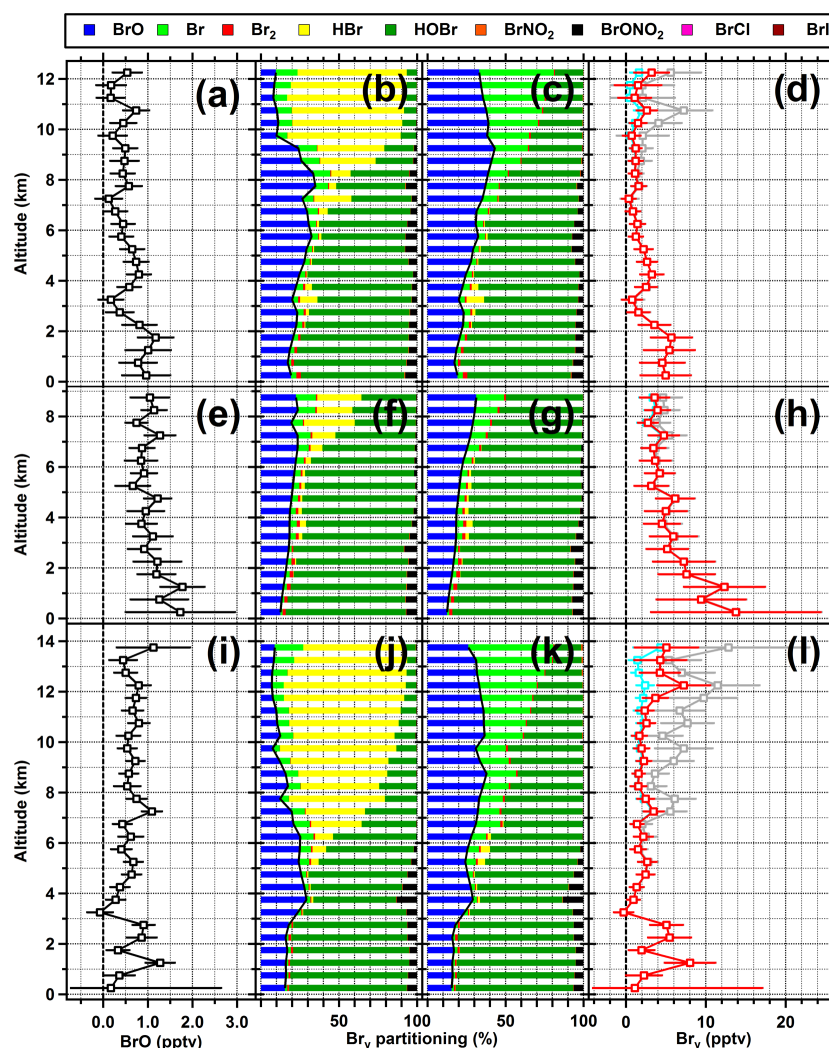 BrO Br Br2 HBr HOBr BrNO2 BrONO2 BrCl BrI
12
10
8
6
4
2
0
Altitude (km)
(a) (b) (c) (d)
8
6
4
2
0
Altitude (km)
(e) (f) (g) (h)
14
12
10
8
6
4
2
0
Altitude (km)
(i) (j) (k) (l)
0.0 1.0 2.0 3.0 50 100 50 100 0 10 20
BrO (pptv) Bry partitioning (%) Bry (pptv)